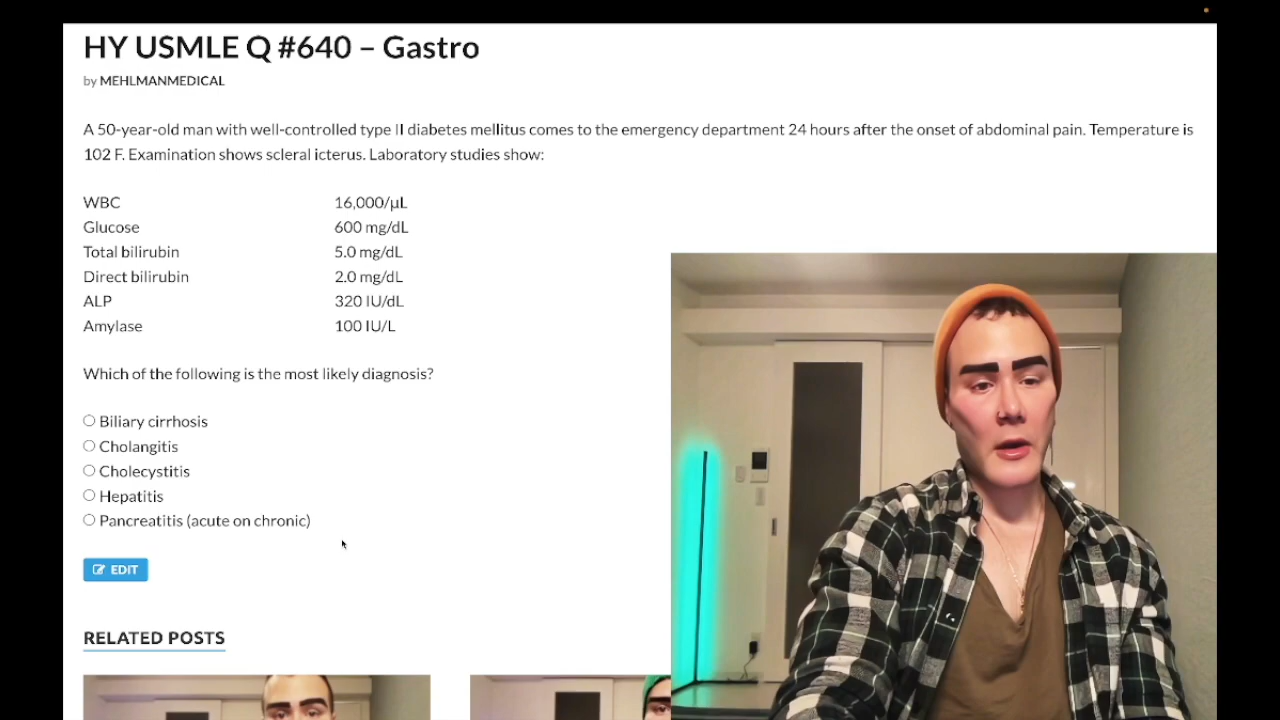 HY USMLE Q #640 – Gastro
by MEHLMANMEDICAL
A 50-year-old man with well-controlled type II diabetes mellitus comes to the emergency department 24 hours after the onset of abdominal pain. Temperature is
102 F. Examination shows scleral icterus. Laboratory studies show:
WBC 16,000/μL
Glucose 600 mg/dL
Total bilirubin 5.0 mg/dL
Direct bilirubin 2.0 mg/dL
ALP 320 IU/dL
Amylase 100 IU/L
Which of the following is the most likely diagnosis?
Biliary cirrhosis
Cholangitis
Cholecystitis
Hepatitis
Pancreatitis (acute on chronic)
EDIT
RELATED POSTS